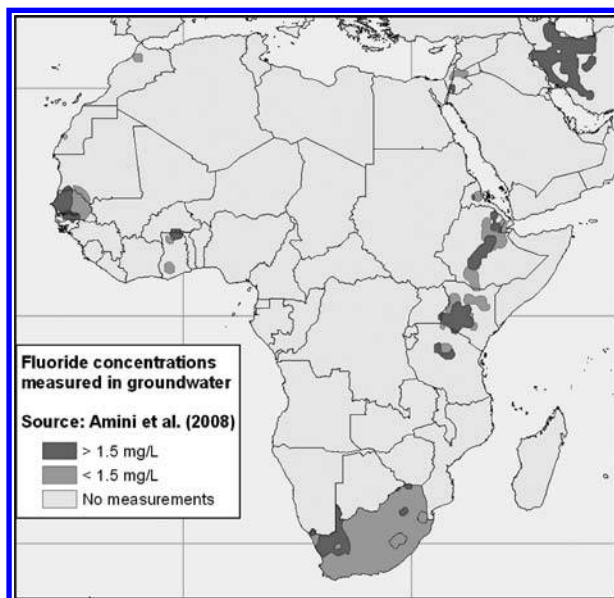 Fluoride concentrations
measured in groundwater
Source: Amini et al. (2008)
> 1.5 mg/L
< 1.5 mg/L
No measurements